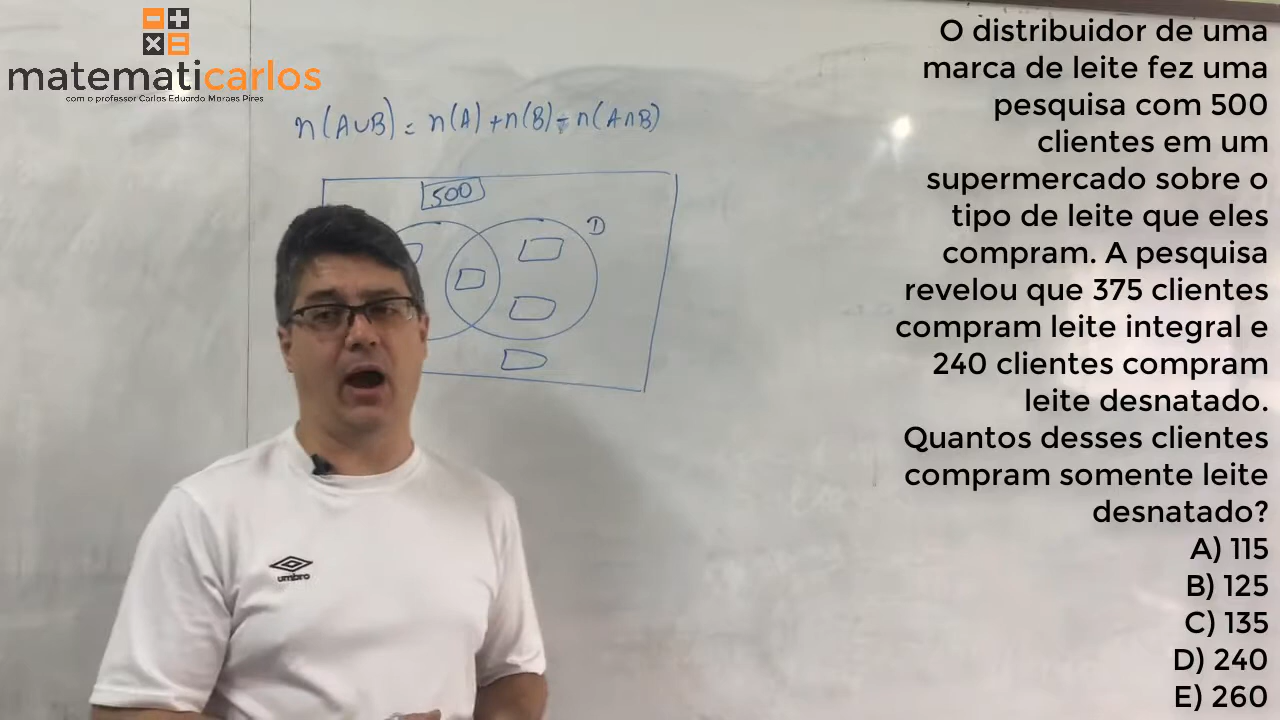 matematicarlos
com o professor Carlos Eduardo Moraes Pires
n(A∪B) = n(A) + n(B) - n(A∩B)
500
D
umbro
O distribuidor de uma
marca de leite fez uma
pesquisa com 500
clientes em um
supermercado sobre o
tipo de leite que eles
compram. A pesquisa
revelou que 375 clientes
compram leite integral e
240 clientes compram
leite desnatado.
Quantos desses clientes
compram somente leite
desnatado?
A) 115
B) 125
C) 135
D) 240
E) 260